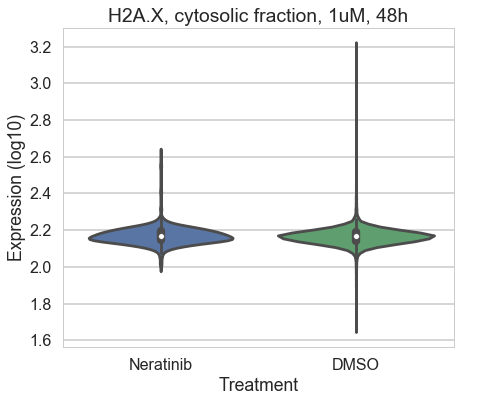 H2A.X, cytosolic fraction, 1uM, 48h
3.2
3.0
2.8
2.6
2.4
2.2
2.0
1.8
1.6
Expression (log10)
Neratinib DMSO
Treatment